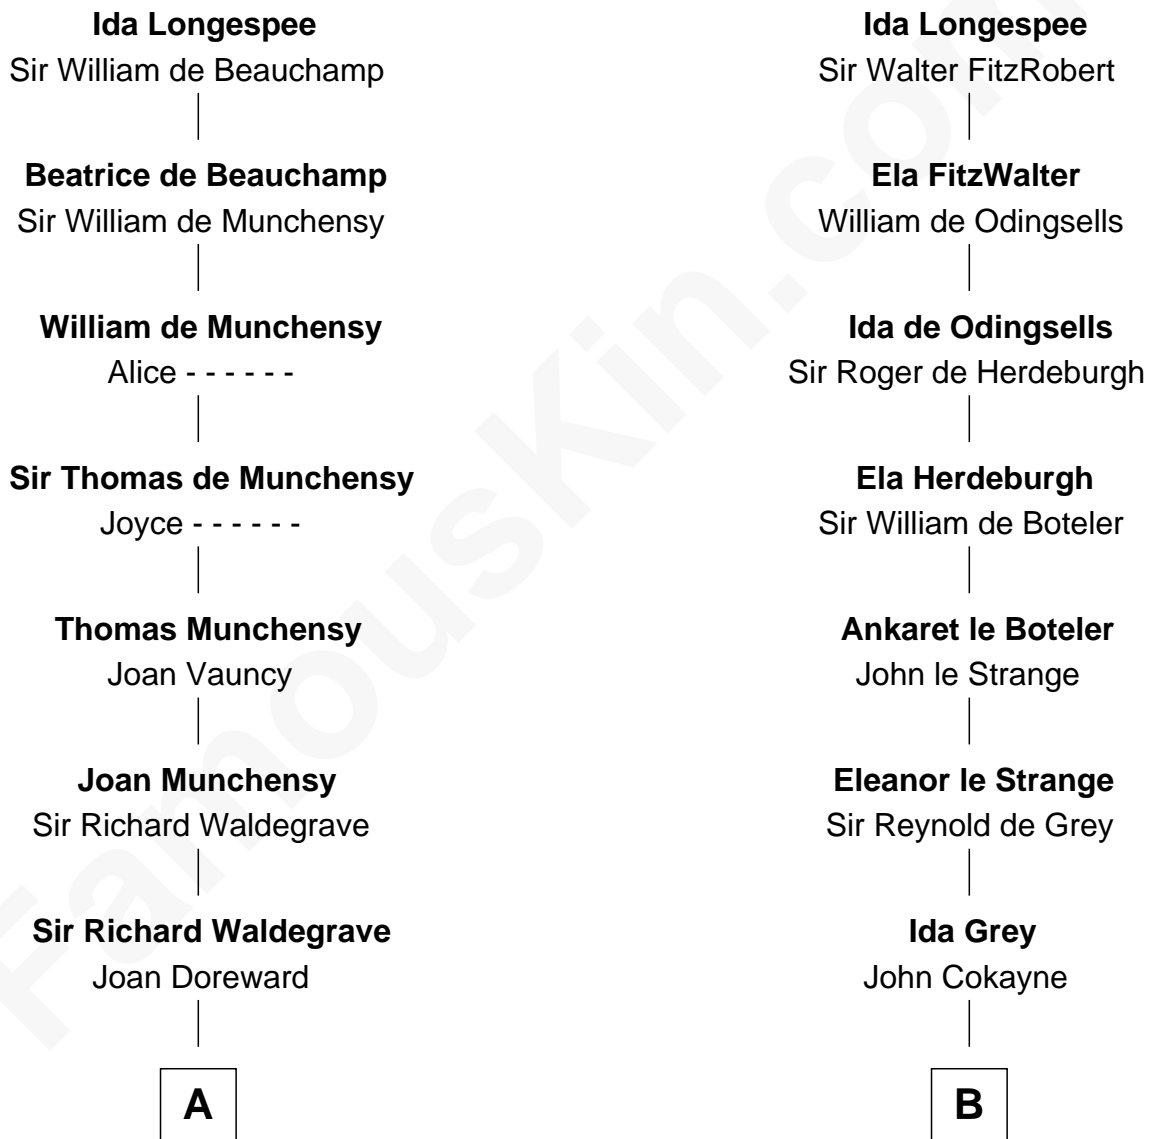 Ida Longespee
Sir William de Beauchamp
Beatrice de Beauchamp
Sir William de Munchensy
William de Munchensy
Alice - - - - - -
Sir Thomas de Munchensy
Joyce - - - - - -
Thomas Munchensy
Joan Vauncy
Joan Munchensy
Sir Richard Waldegrave
Sir Richard Waldegrave
Joan Doreward
A
Ida Longespee
Sir Walter FitzRobert
Ela FitzWalter
William de Odingsells
Ida de Odingsells
Sir Roger de Herdeburgh
Ela Herdeburgh
Sir William de Boteler
Ankaret le Boteler
John le Strange
Eleanor le Strange
Sir Reynold de Grey
Ida Grey
John Cokayne
B
FamousKin.com